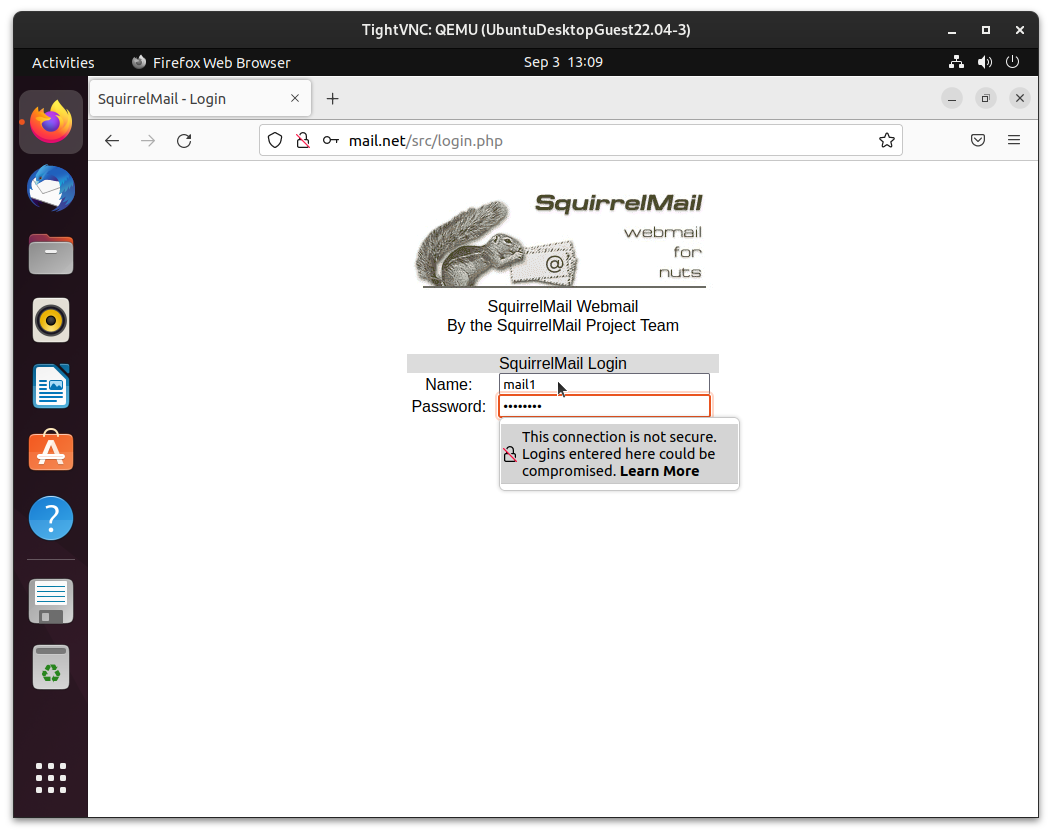 TightVNC: QEMU (UbuntuDesktopGuest22.04-3)
Activities Firefox Web Browser Sep 3 13:09
SquirrelMail - Login
mail.net/src/login.php
SquirrelMail
webmail
for
nuts
@
SquirrelMail Webmail
By the SquirrelMail Project Team
SquirrelMail Login
Name: mail1
Password: ••••••••
This connection is not secure.
Logins entered here could be
compromised. Learn More